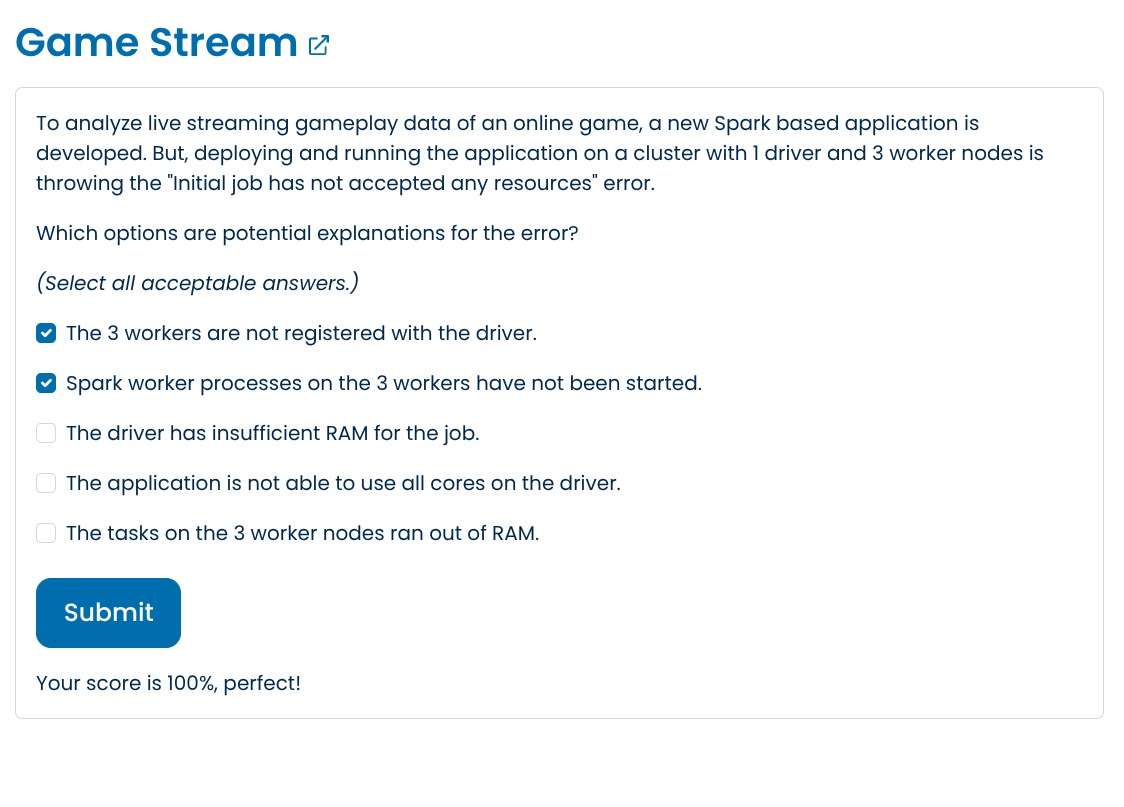 Game Stream
To analyze live streaming gameplay data of an online game, a new Spark based application is
developed. But, deploying and running the application on a cluster with 1 driver and 3 worker nodes is
throwing the "Initial job has not accepted any resources" error.
Which options are potential explanations for the error?
(Select all acceptable answers.)
The 3 workers are not registered with the driver.
Spark worker processes on the 3 workers have not been started.
The driver has insufficient RAM for the job.
The application is not able to use all cores on the driver.
The tasks on the 3 worker nodes ran out of RAM.
Submit
Your score is 100%, perfect!